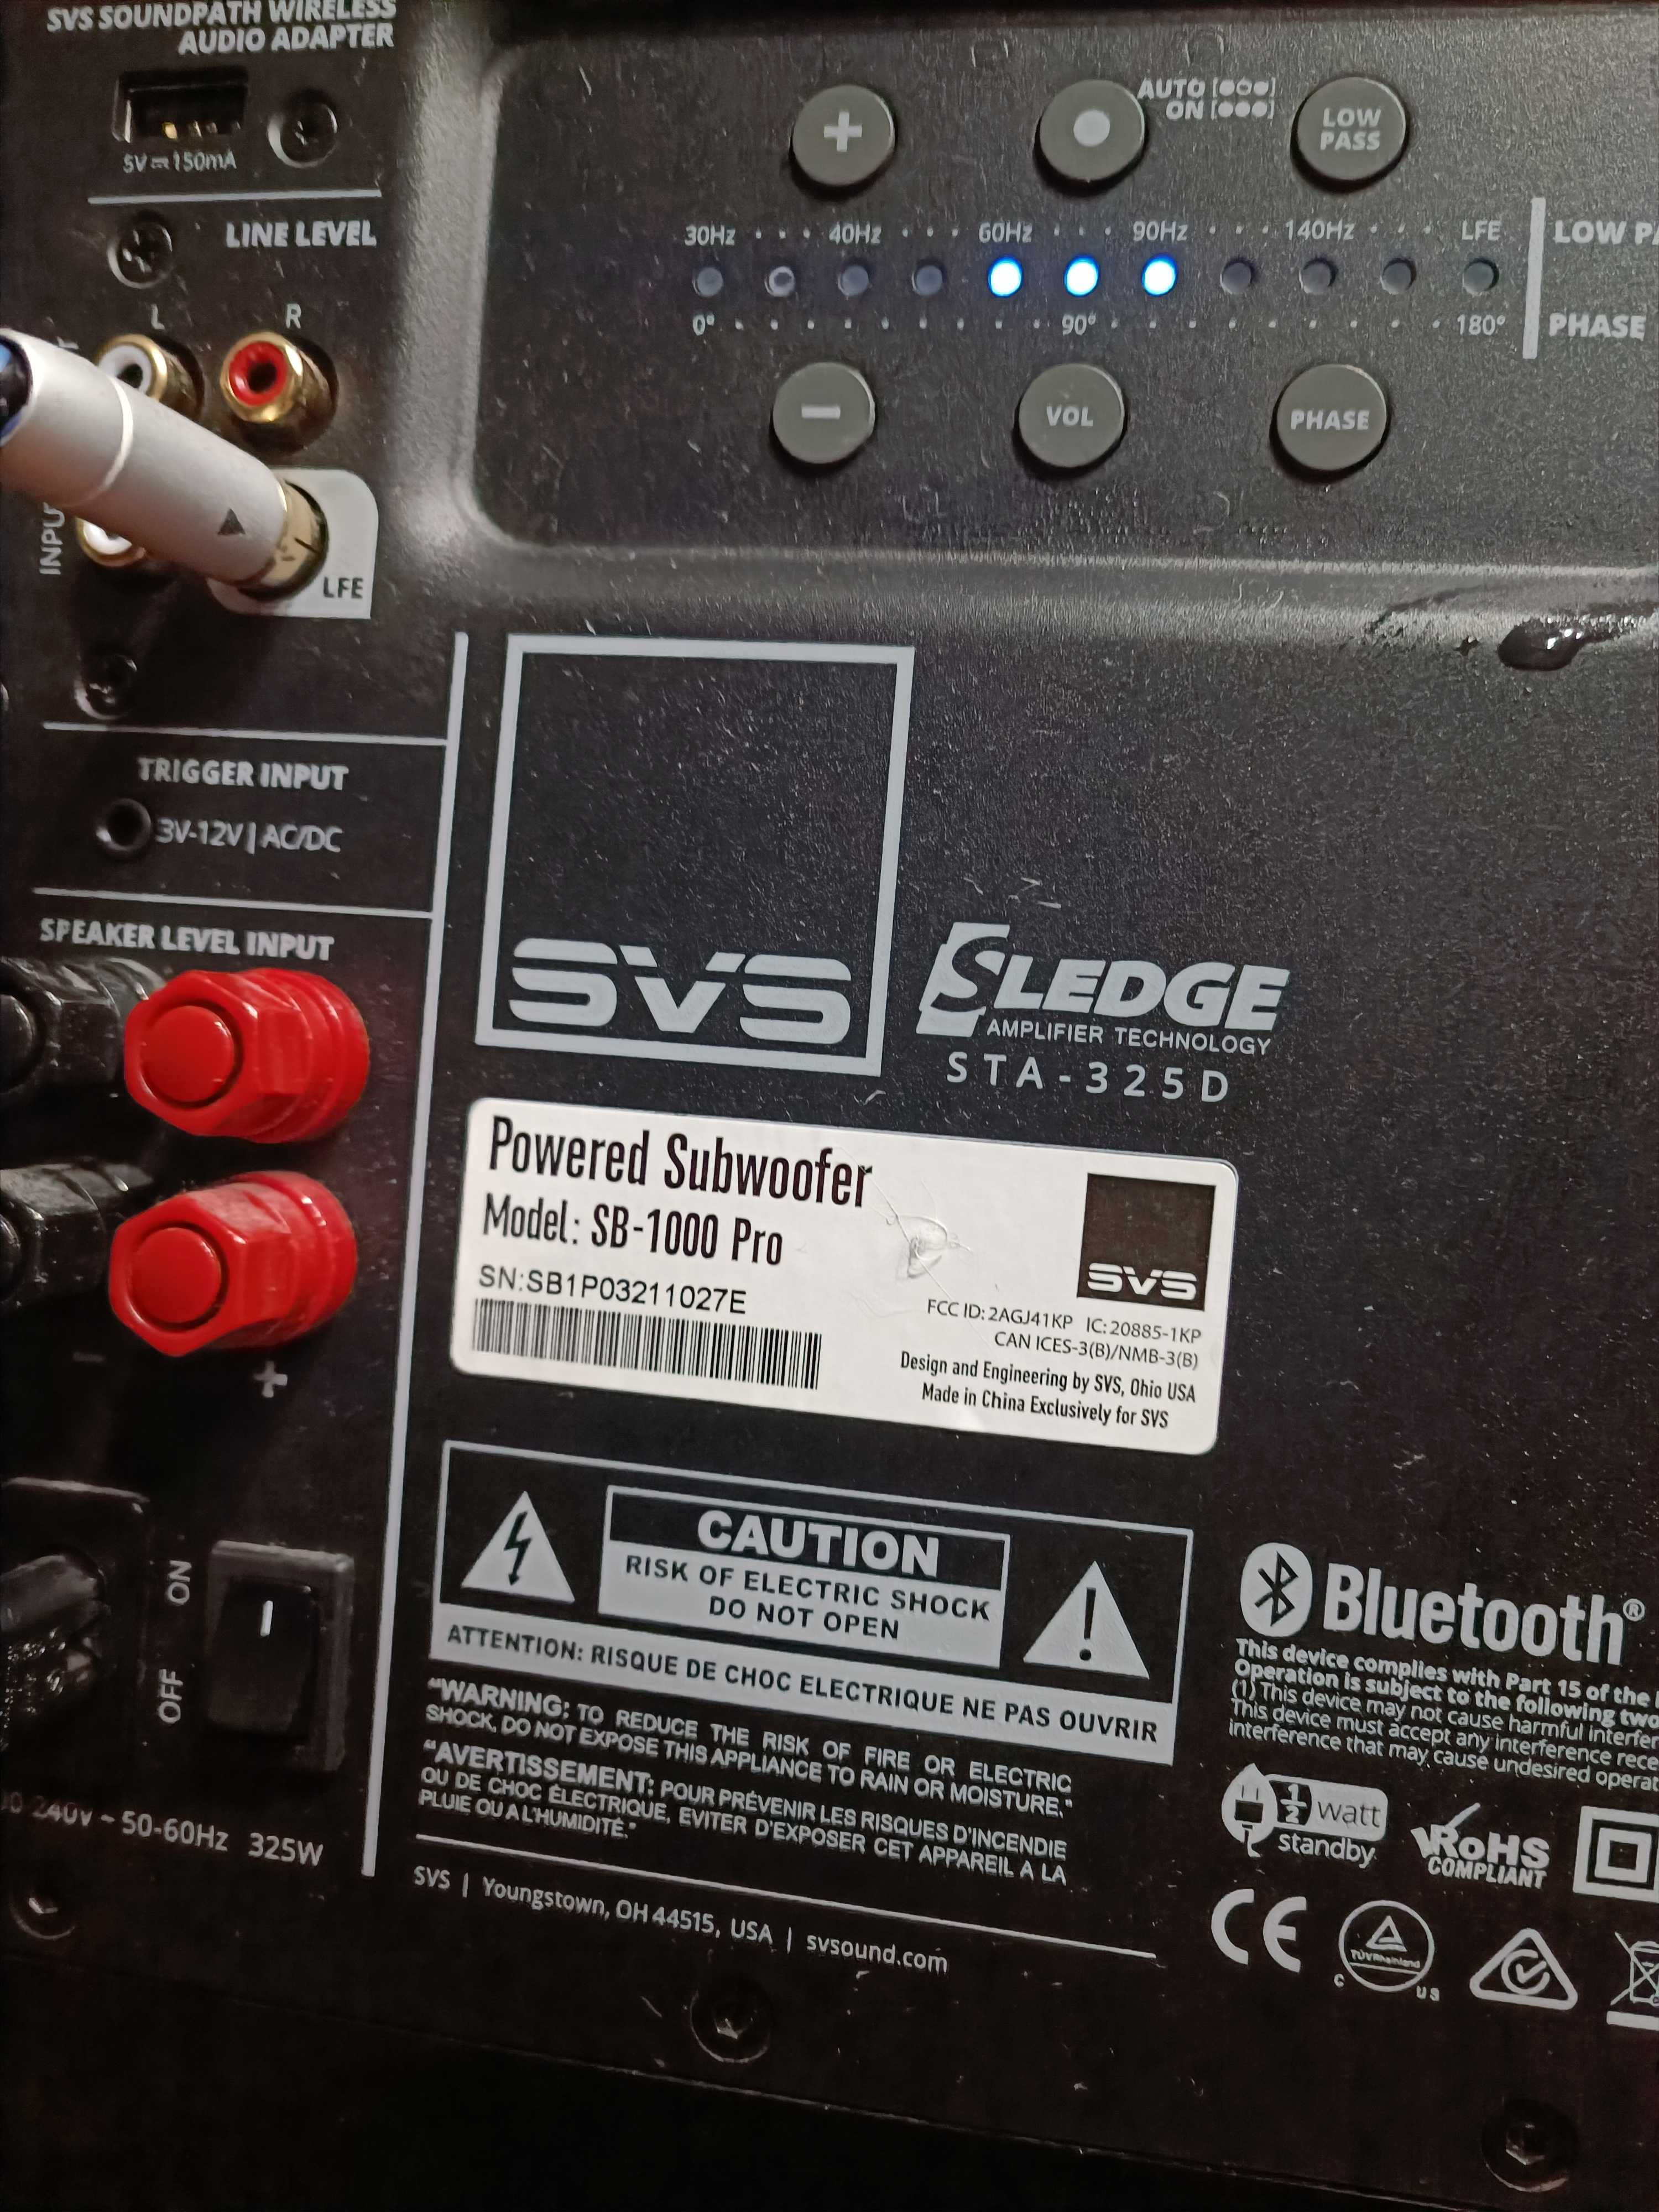 SVS SOUNDPATH WIRELESS
AUDIO ADAPTER
5V 150mA
LINE LEVEL
L
R
INPU
LFE
TRIGGER INPUT
3V-12V | AC/DC
SPEAKER LEVEL INPUT
-
+
ON
OFF
240V ~ 50-60Hz 325W
+
AUTO
ON
LOW
PASS
30Hz 40Hz 60Hz 90Hz 140Hz LFE
LOW
0° 90° 180°
PHASE
-
VOL
PHASE
SVS
SLEDGE
AMPLIFIER TECHNOLOGY
STA-325D
Powered Subwoofer
Model: SB-1000 Pro
SN:SB1P03211027E
SVS
FCC ID: 2AGJ41KP IC: 20885-1KP
CAN ICES-3(B)/NMB-3(B)
Design and Engineering by SVS, Ohio USA
Made in China Exclusively for SVS
CAUTION
RISK OF ELECTRIC SHOCK
DO NOT OPEN
ATTENTION: RISQUE DE CHOC ELECTRIQUE NE PAS OUVRIR
“WARNING: TO REDUCE THE RISK OF FIRE OR ELECTRIC
SHOCK, DO NOT EXPOSE THIS APPLIANCE TO RAIN OR MOISTURE.”
“AVERTISSEMENT: POUR PRÉVENIR LES RISQUES D'INCENDIE
OU DE CHOC ÉLECTRIQUE, EVITER D'EXPOSER CET APPAREIL A LA
PLUIE OU A L'HUMIDITÉ.”
SVS | Youngstown, OH 44515, USA | svsound.com
Bluetooth®
This device complies with Part 15 of the
Operation is subject to the following two
(1) This device may not cause harmful interfer
This device must accept any interference rece
interference that may cause undesired operat
1/2 watt
standby
RoHS
COMPLIANT
CE
TÜVRheinland
C US